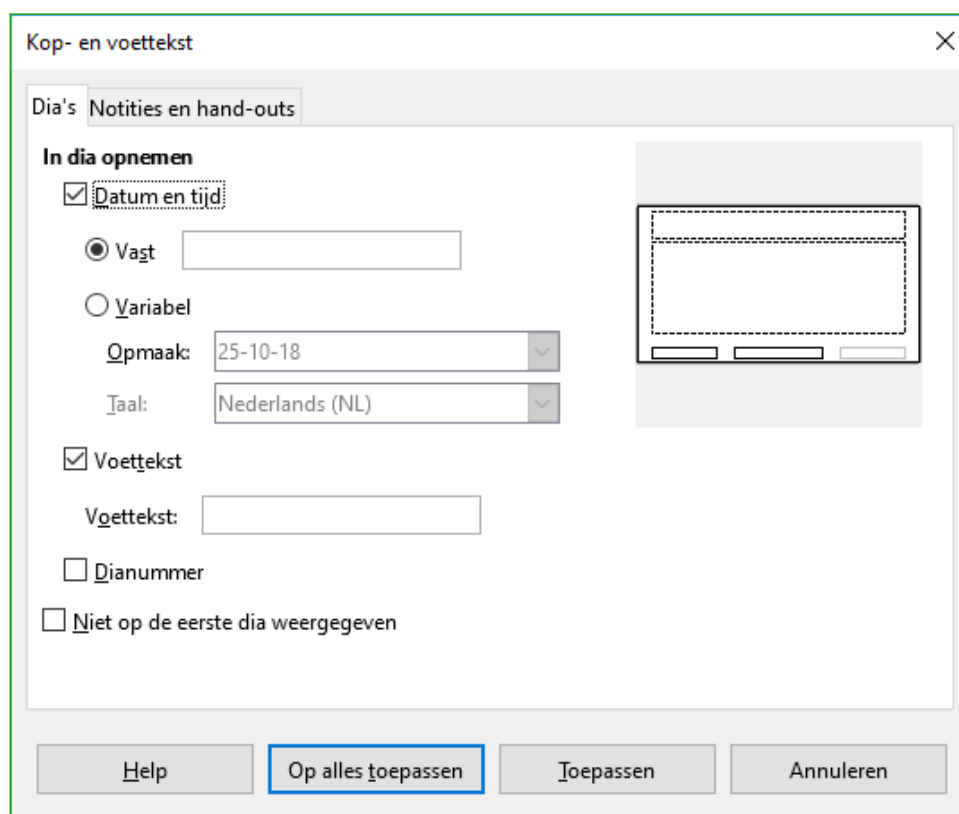 Kop- en voettekst
Dia's Notities en hand-outs
In dia opnemen
Datum en tijd
Vast
Variabel
Opmaak: 25-10-18
Taal: Nederlands (NL)
Voettekst
Voettekst:
Dianummer
Niet op de eerste dia weergegeven
Help Op alles toepassen Toepassen Annuleren